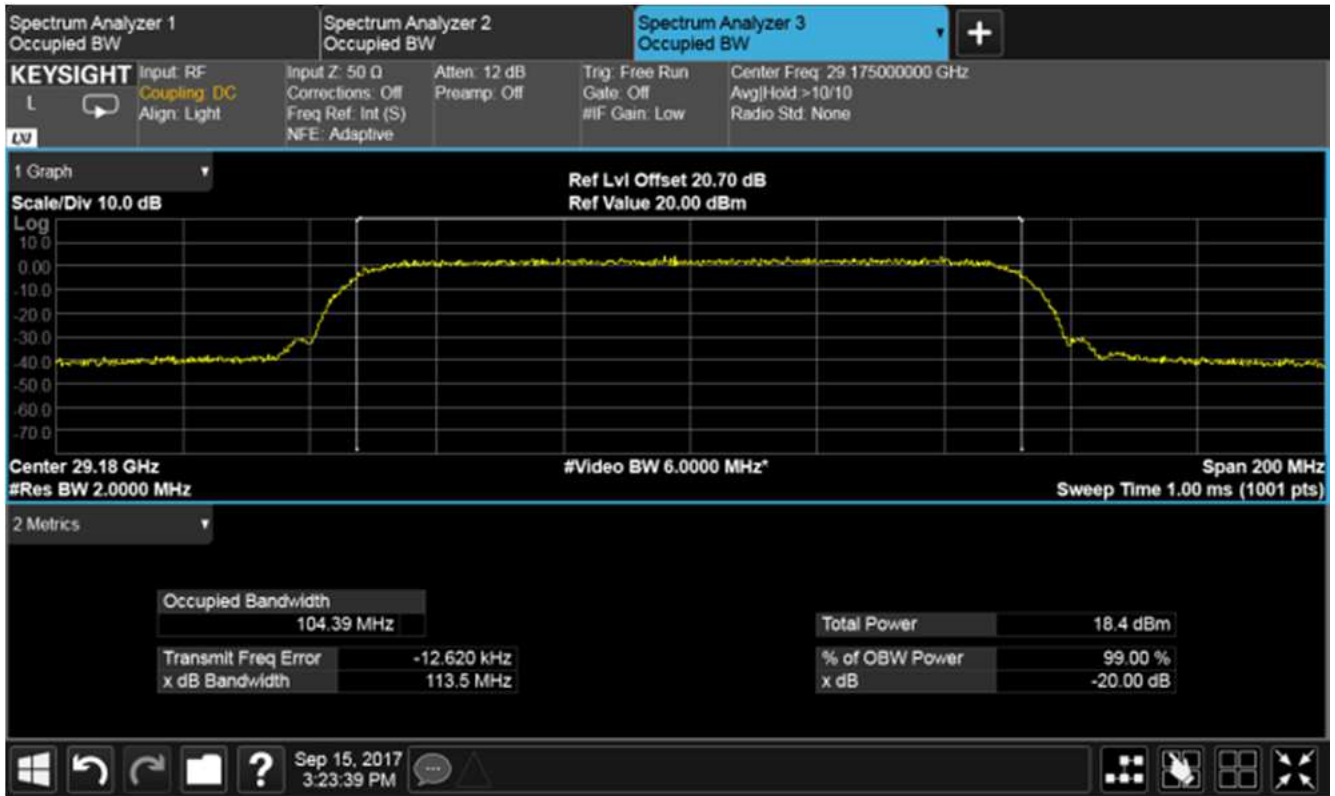 Spectrum Analyzer 1
Occupied BW
Spectrum Analyzer 2
Occupied BW
Spectrum Analyzer 3
Occupied BW
KEYSIGHT
L
LXI
Input: RF
Coupling: DC
Align: Light
Input Z: 50 Ω
Corrections: Off
Freq Ref: Int (S)
NFE: Adaptive
Atten: 12 dB
Preamp: Off
Trig: Free Run
Gate: Off
#IF Gain: Low
Center Freq: 29.175000000 GHz
Avg|Hold:>10/10
Radio Std: None
1 Graph
Scale/Div 10.0 dB
Ref Lvl Offset 20.70 dB
Ref Value 20.00 dBm
Log
10.0
0.00
-10.0
-20.0
-30.0
-40.0
-50.0
-60.0
-70.0
Center 29.18 GHz
#Res BW 2.0000 MHz
#Video BW 6.0000 MHz*
Span 200 MHz
Sweep Time 1.00 ms (1001 pts)
2 Metrics
Occupied Bandwidth
104.39 MHz
Transmit Freq Error -12.620 kHz
x dB Bandwidth 113.5 MHz
Total Power 18.4 dBm
% of OBW Power 99.00 %
x dB -20.00 dB
?
Sep 15, 2017
3:23:39 PM